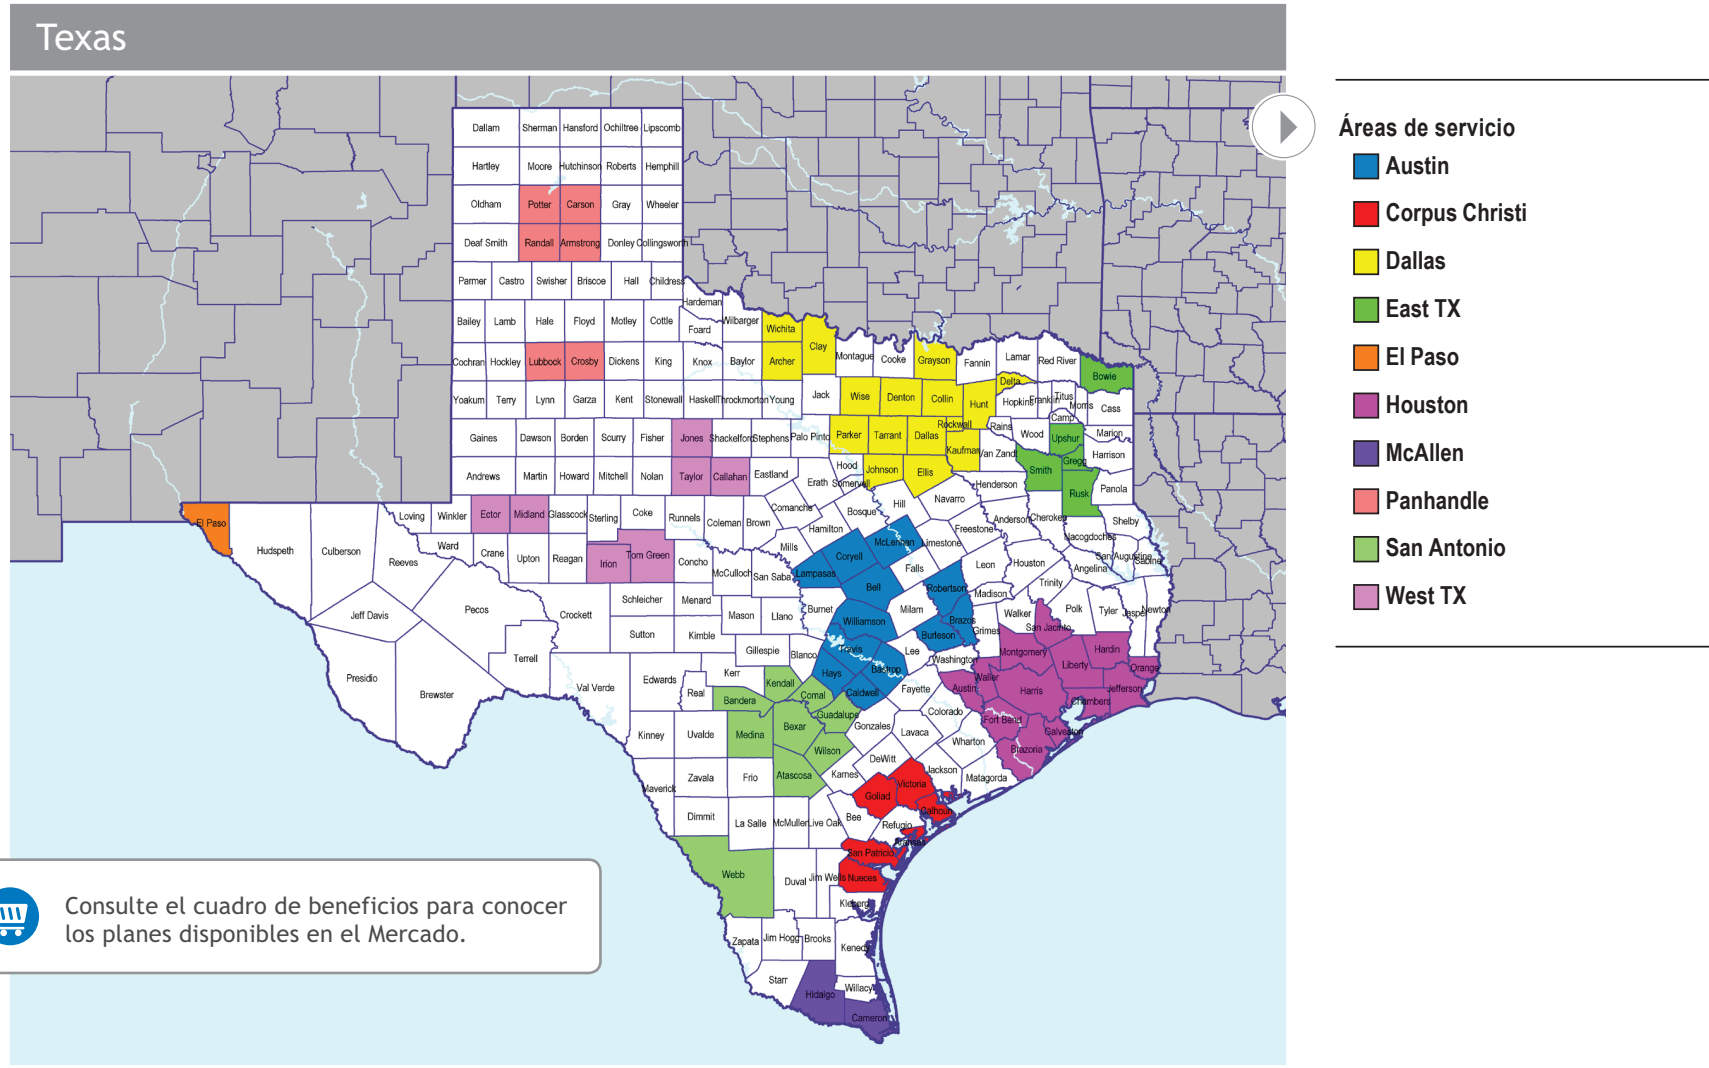 Texas
Dallam Sherman Hansford Ochiltree Lipscomb
Hartley Moore Hutchinson Roberts Hemphill
Oldham Potter Carson Gray Wheeler
Deaf Smith Randall Armstrong Donley Collingsworth
Parmer Castro Swisher Briscoe Hall Childress
Hardeman
Bailey Lamb Hale Floyd Motley Cottle Foard Wilbarger Wichita Clay
Cochran Hockley Lubbock Crosby Dickens King Knox Baylor Archer Montague Cooke Grayson Fannin Lamar Red River Bowie
Yoakum Terry Lynn Garza Kent Stonewall Haskell Throckmorton Young Jack Wise Denton Collin Hunt Delta Hopkins Franklin Titus Morris Cass
Camp
Gaines Dawson Borden Scurry Fisher Jones Shackelford Stephens Palo Pinto Parker Tarrant Dallas Rockwall Kaufman Rains Wood Upshur Marion
Van Zandt Gregg Harrison
Andrews Martin Howard Mitchell Nolan Taylor Callahan Eastland Erath Hood Somervell Johnson Ellis Henderson Smith Rusk Panola
El Paso Hudspeth Culberson Reeves Loving Winkler Ector Midland Glasscock Sterling Coke Runnels Coleman Brown Comanche Hamilton Bosque Hill Navarro Freestone Anderson Cherokee Shelby
Nacogdoches
Ward Crane Upton Reagan Irion Tom Green Concho McCulloch San Saba Mills Lampasas Coryell McLennan Limestone Falls Leon Houston Angelina San Augustine Sabine
Jeff Davis Pecos Crockett Schleicher Menard Mason Llano Burnet Bell Milam Robertson Madison Trinity Walker Polk Tyler Jasper Newton
Sutton Kimble Williamson Burleson Brazos Grimes San Jacinto
Presidio Brewster Terrell Val Verde Edwards Real Kerr Gillespie Blanco Travis Bastrop Lee Washington Montgomery Liberty Hardin Orange
Kendall Hays Caldwell Fayette Austin Waller Harris Chambers Jefferson
Bandera Comal Guadalupe Gonzales Colorado Fort Bend Galveston
Kinney Uvalde Medina Bexar Wilson Lavaca Wharton Brazoria
Maverick Zavala Frio Atascosa Karnes DeWitt Jackson Matagorda
Goliad Victoria Calhoun
Dimmit La Salle McMullen Live Oak Bee Refugio Aransas
San Patricio
Webb Duval Jim Wells Nueces
Kleberg
Zapata Jim Hogg Brooks Kenedy
Starr Hidalgo Willacy
Cameron
Consulte el cuadro de beneficios para conocer
los planes disponibles en el Mercado.
Áreas de servicio
Austin
Corpus Christi
Dallas
East TX
El Paso
Houston
McAllen
Panhandle
San Antonio
West TX